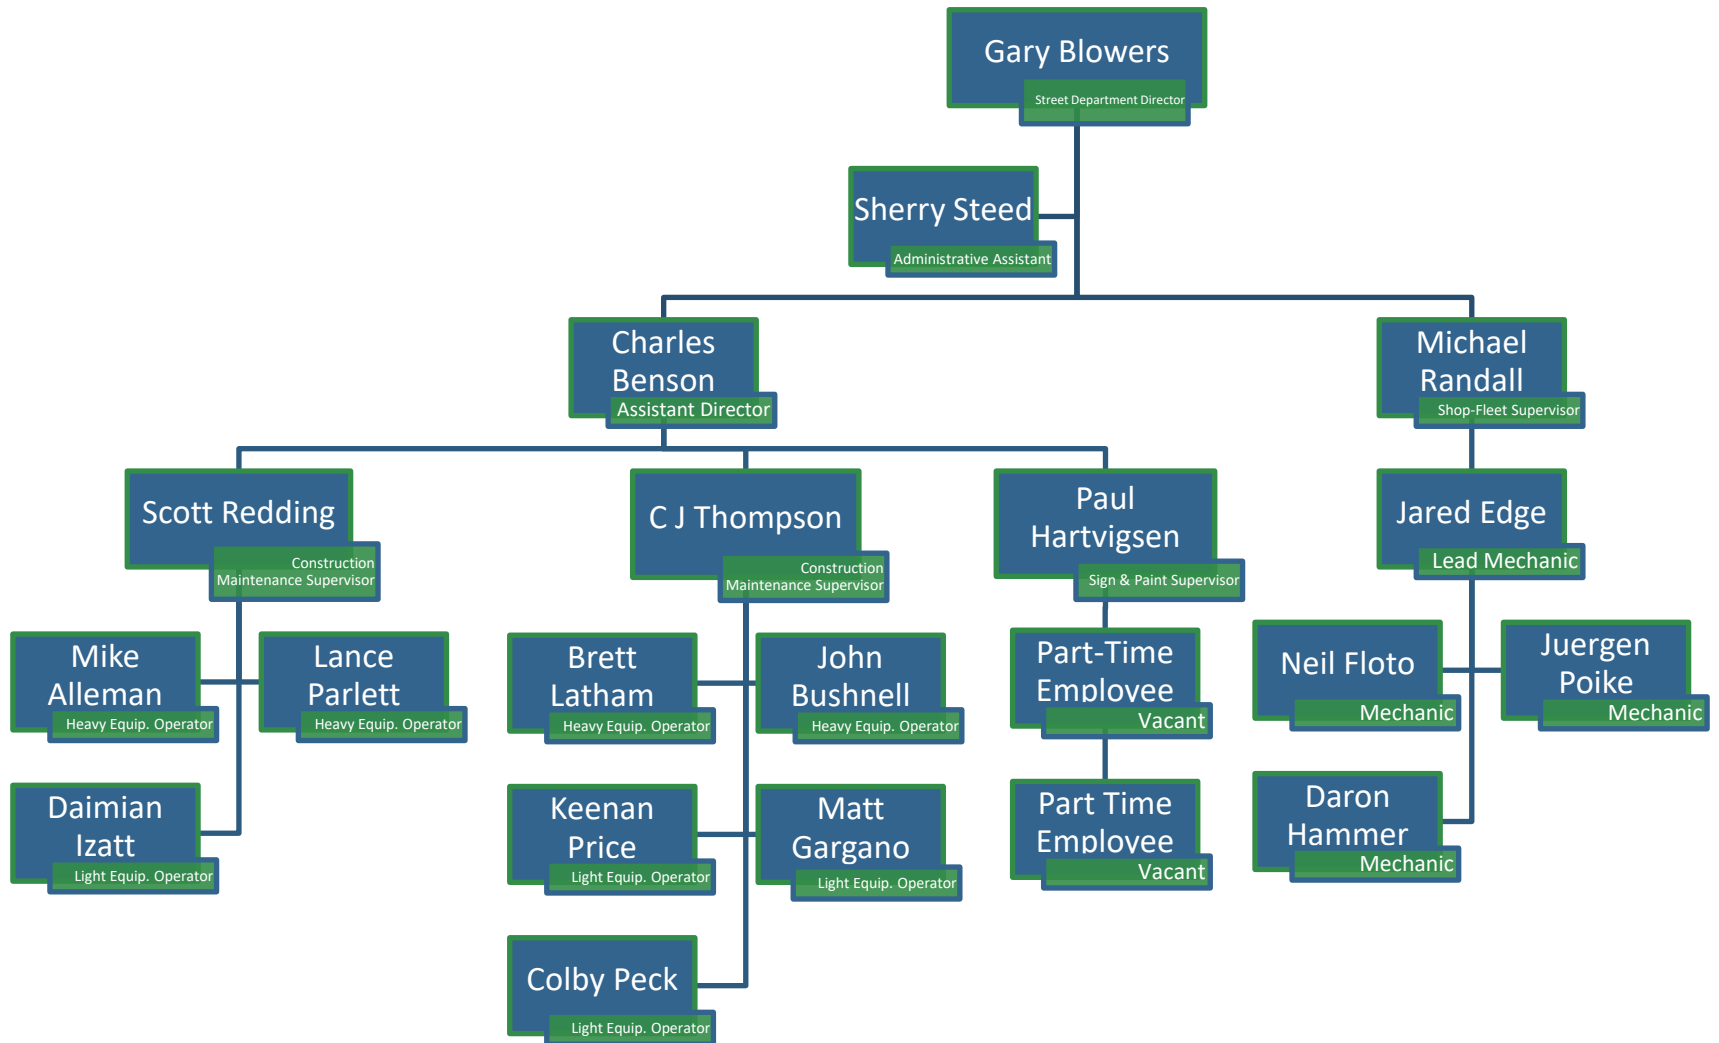 Gary Blowers
Street Department Director
Sherry Steed
Administrative Assistant
Charles
Benson
Assistant Director
Michael
Randall
Shop-Fleet Supervisor
Scott Redding
Construction
Maintenance Supervisor
C J Thompson
Construction
Maintenance Supervisor
Paul
Hartvigsen
Sign & Paint Supervisor
Jared Edge
Lead Mechanic
Mike
Alleman
Heavy Equip. Operator
Lance
Parlett
Heavy Equip. Operator
Brett
Latham
Heavy Equip. Operator
John
Bushnell
Heavy Equip. Operator
Part-Time
Employee
Vacant
Neil Floto
Mechanic
Juergen
Poike
Mechanic
Daimian
Izatt
Light Equip. Operator
Keenan
Price
Light Equip. Operator
Matt
Gargano
Light Equip. Operator
Part Time
Employee
Vacant
Daron
Hammer
Mechanic
Colby Peck
Light Equip. Operator